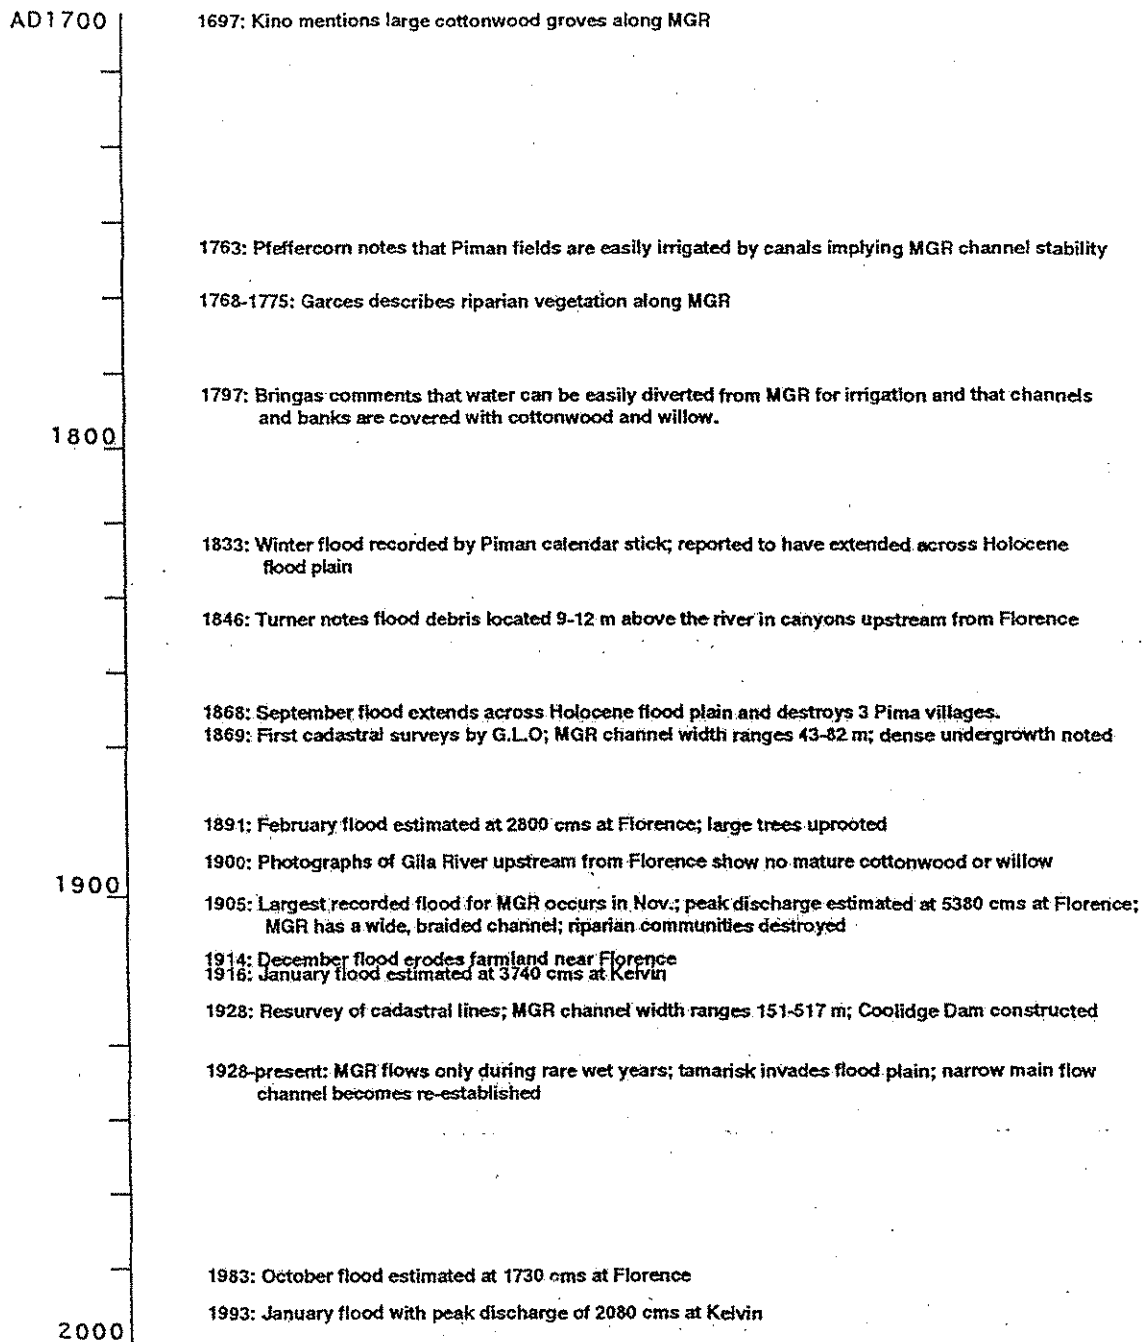 AD1700
1697: Kino mentions large cottonwood groves along MGR
1763: Pfeffercorn notes that Piman fields are easily irrigated by canals implying MGR channel stability
1768-1775: Garces describes riparian vegetation along MGR
1797: Bringas comments that water can be easily diverted from MGR for irrigation and that channels
and banks are covered with cottonwood and willow.
1800
1833: Winter flood recorded by Piman calendar stick; reported to have extended across Holocene
flood plain
1846: Turner notes flood debris located 9-12 m above the river in canyons upstream from Florence
1868: September flood extends across Holocene flood plain and destroys 3 Pima villages.
1869: First cadastral surveys by G.L.O; MGR channel width ranges 43-82 m; dense undergrowth noted
1891: February flood estimated at 2800 cms at Florence; large trees uprooted
1900: Photographs of Gila River upstream from Florence show no mature cottonwood or willow
1900
1905: Largest recorded flood for MGR occurs in Nov.; peak discharge estimated at 5380 cms at Florence;
MGR has a wide, braided channel; riparian communities destroyed
1914: December flood erodes farmland near Florence
1916: January flood estimated at 3740 cms at Kelvin
1928: Resurvey of cadastral lines; MGR channel width ranges 151-517 m; Coolidge Dam constructed
1928-present: MGR flows only during rare wet years; tamarisk invades flood plain; narrow main flow
channel becomes re-established
1983: October flood estimated at 1730 cms at Florence
1993: January flood with peak discharge of 2080 cms at Kelvin
2000